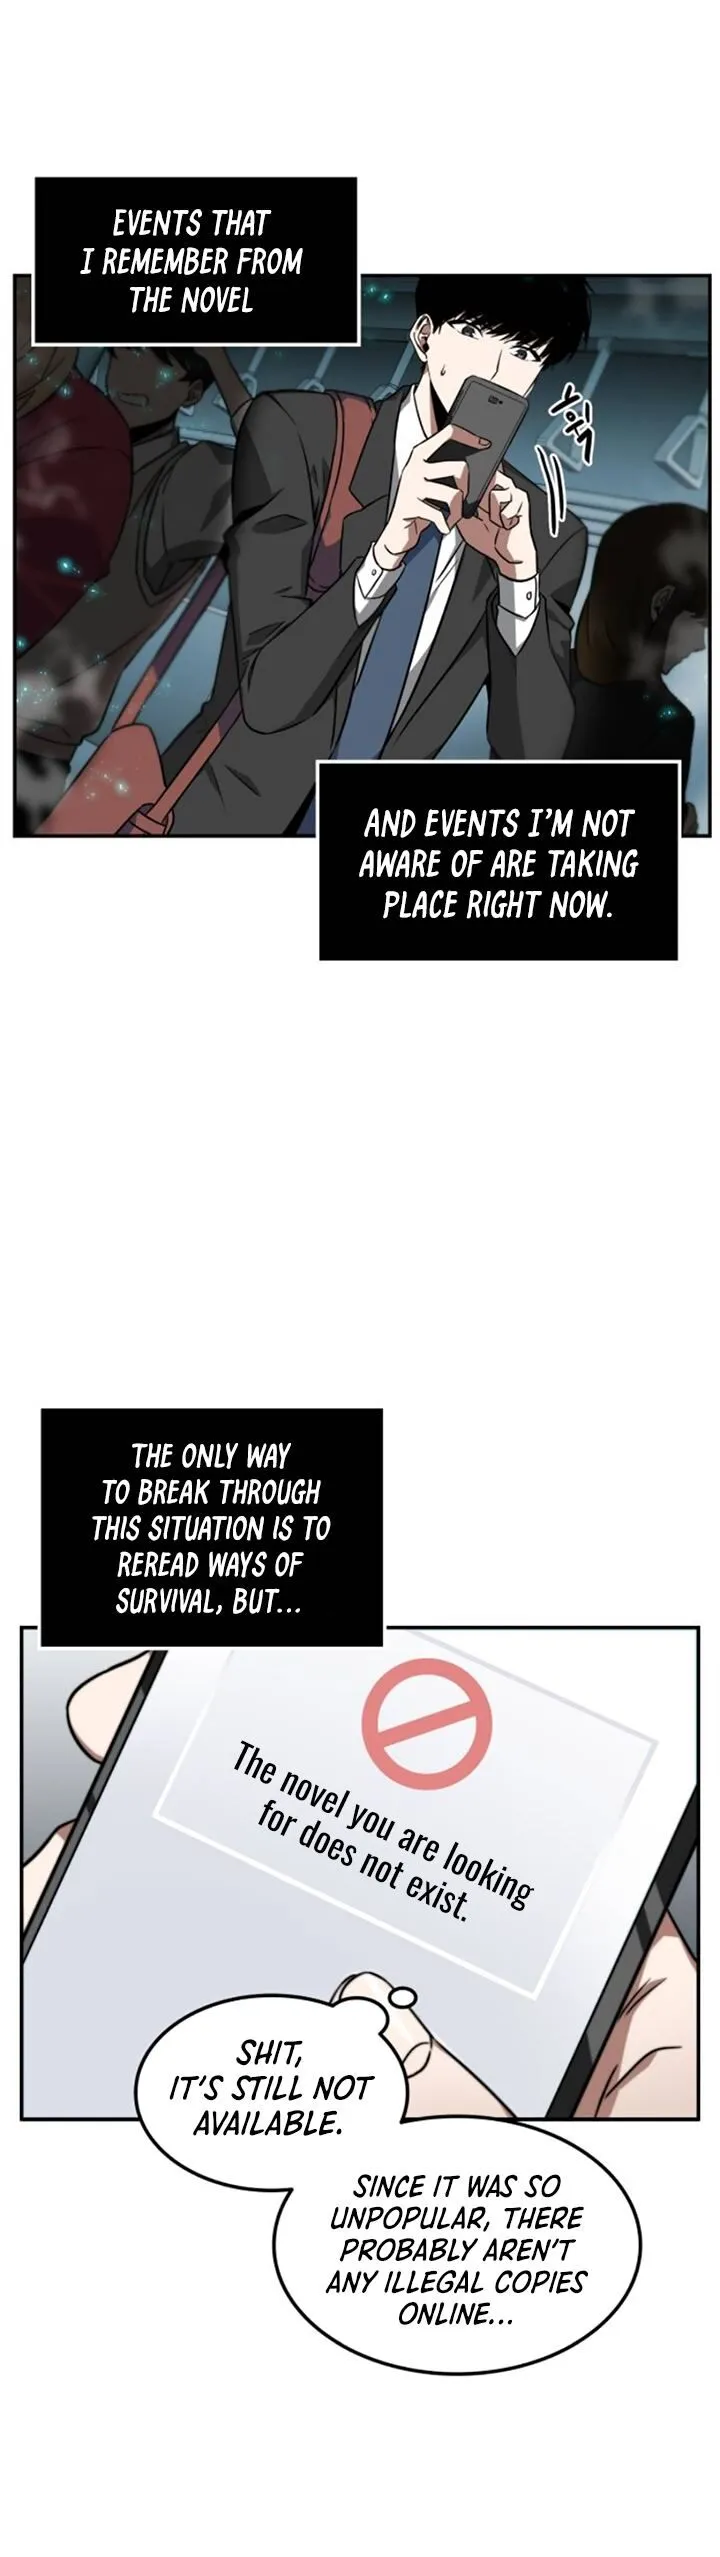 EVENTS THAT
I REMEMBER FROM
THE NOVEL
휙
휙
AND EVENTS I'M NOT
AWARE OF ARE TAKING
PLACE RIGHT NOW.
THE ONLY WAY
TO BREAK THROUGH
THIS SITUATION IS TO
REREAD WAYS OF
SURVIVAL, BUT...
The novel you are looking
for does not exist.
SHIT,
IT'S STILL NOT
AVAILABLE.
SINCE IT WAS SO
UNPOPULAR, THERE
PROBABLY AREN'T
ANY ILLEGAL COPIES
ONLINE...